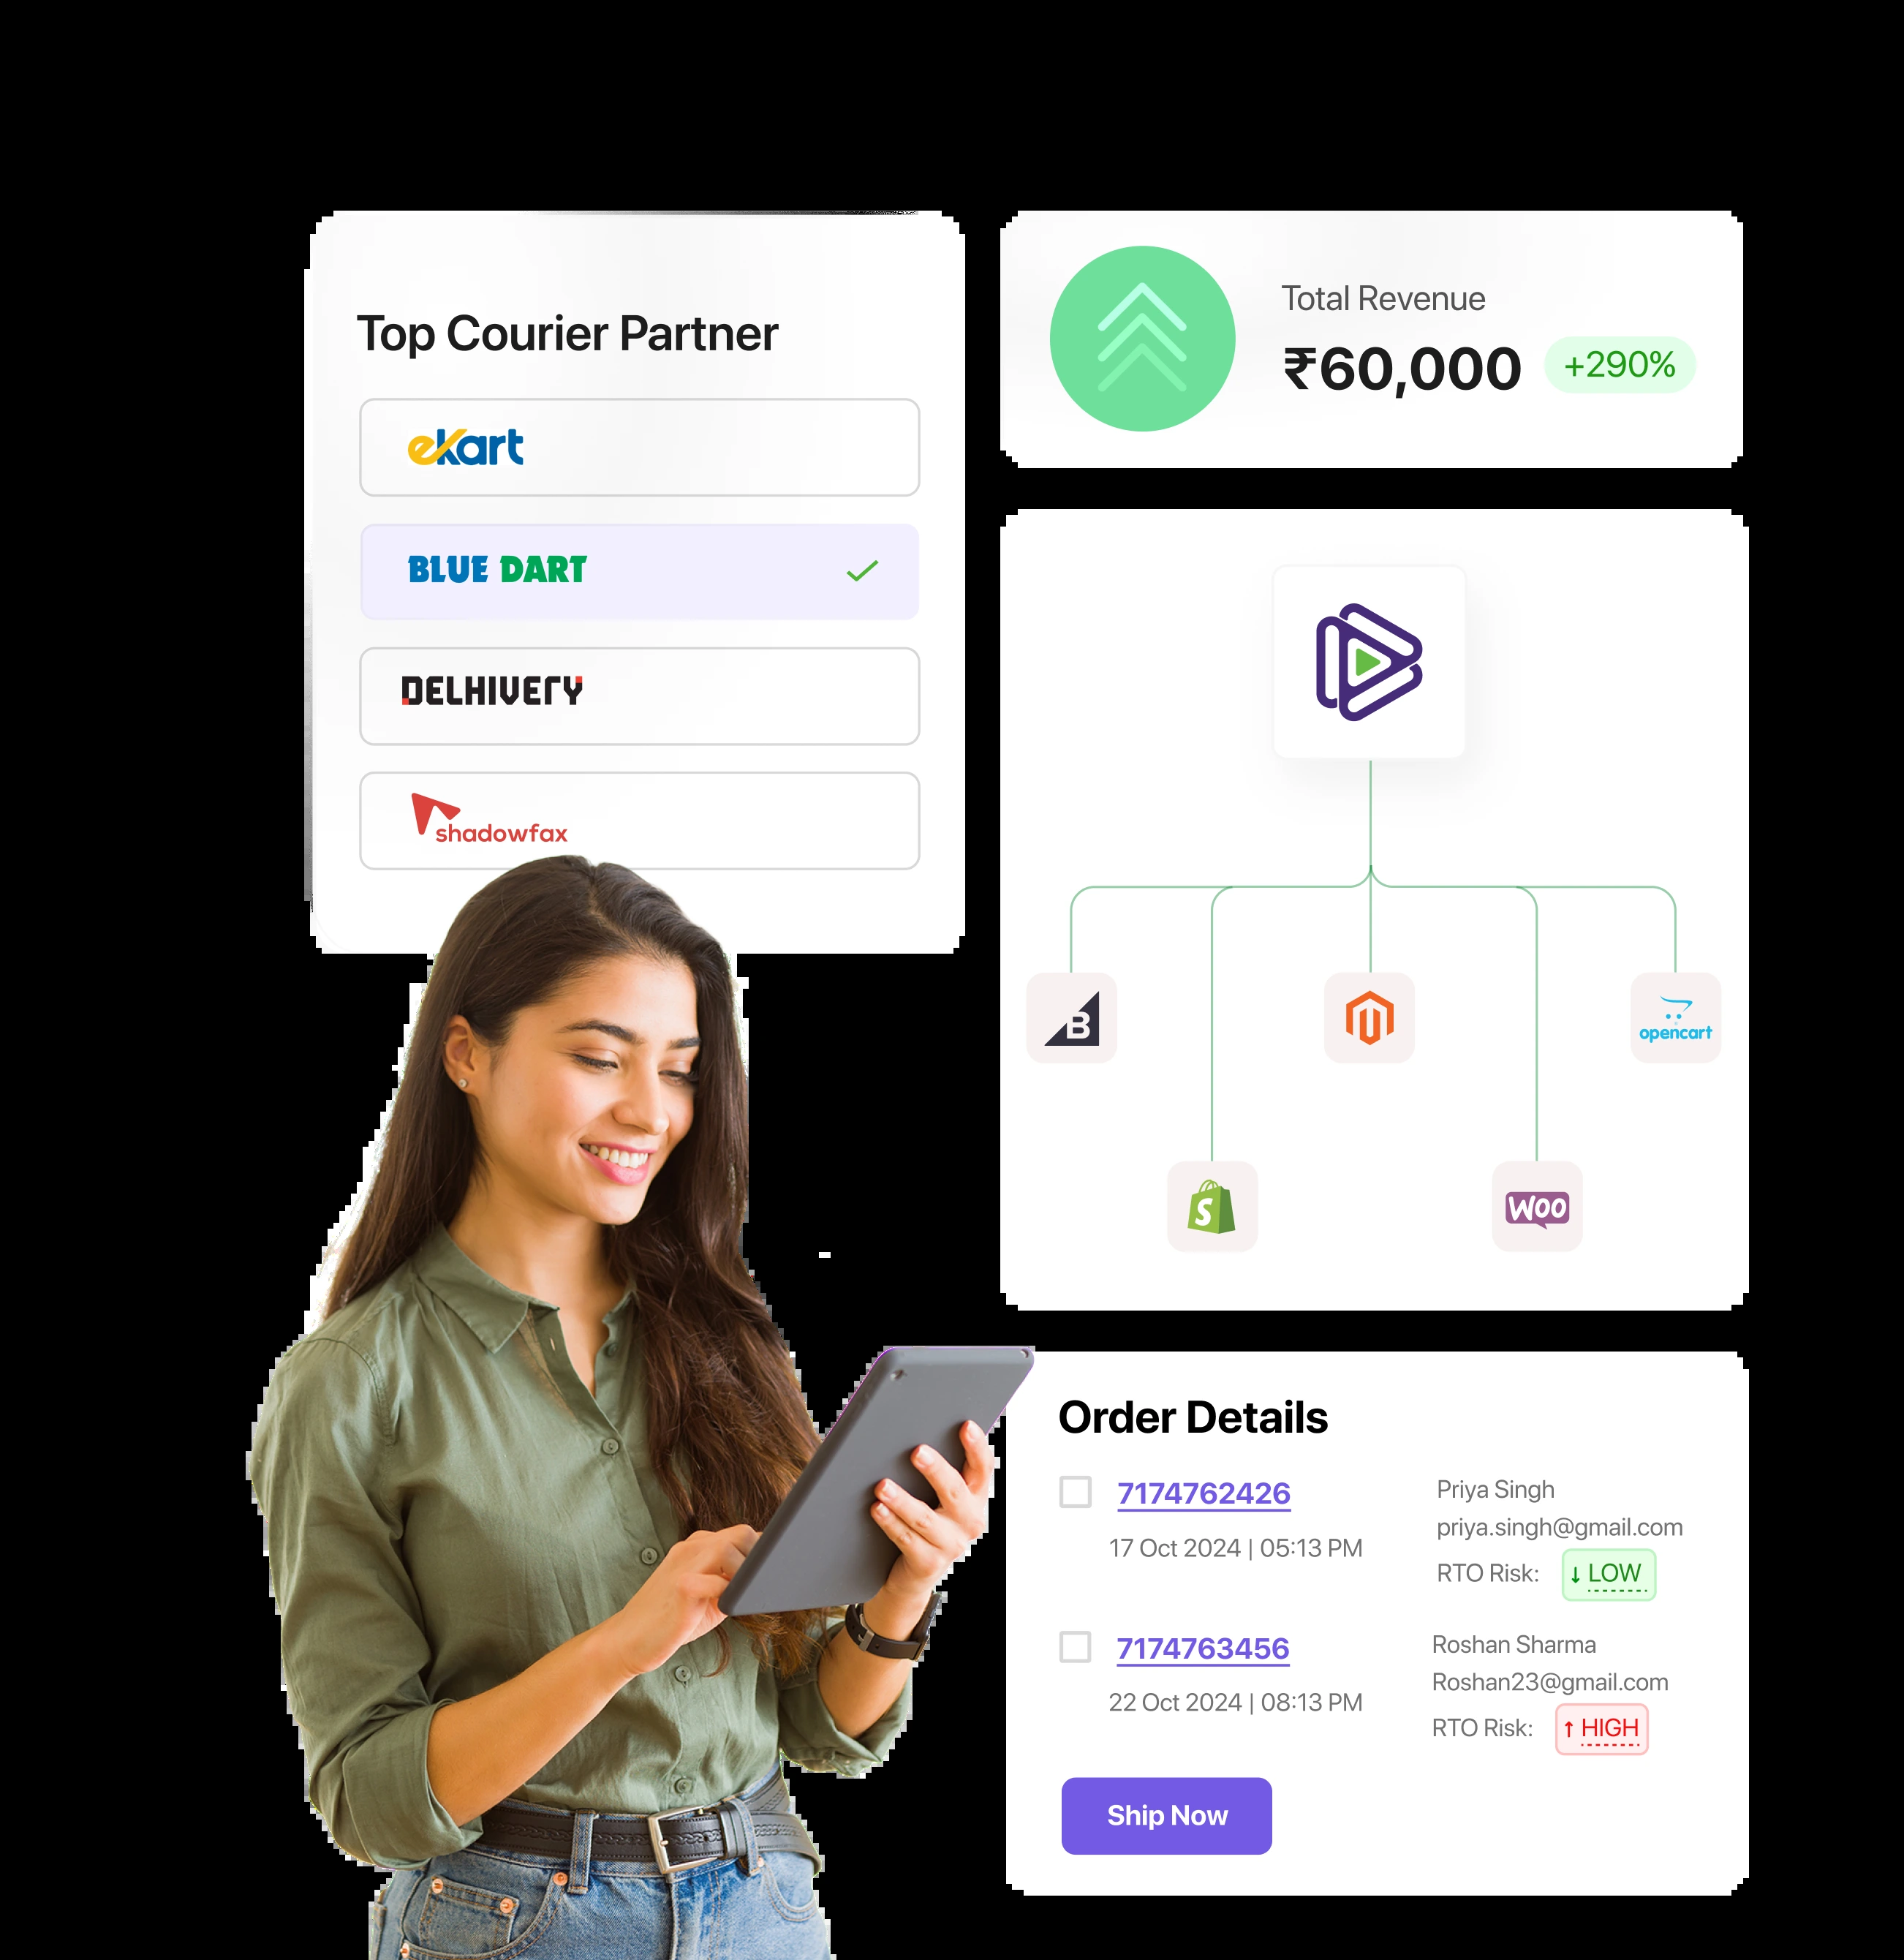 Top Courier Partner
ekart
BLUE DART
DELHIVERY
shadowfax
Total Revenue
₹60,000 +290%
B
opencart
S
WOO
Order Details
7174762426
17 Oct 2024 | 05:13 PM
Priya Singh
priya.singh@gmail.com
RTO Risk: ↓ LOW
7174763456
22 Oct 2024 | 08:13 PM
Roshan Sharma
Roshan23@gmail.com
RTO Risk: ↑ HIGH
Ship Now